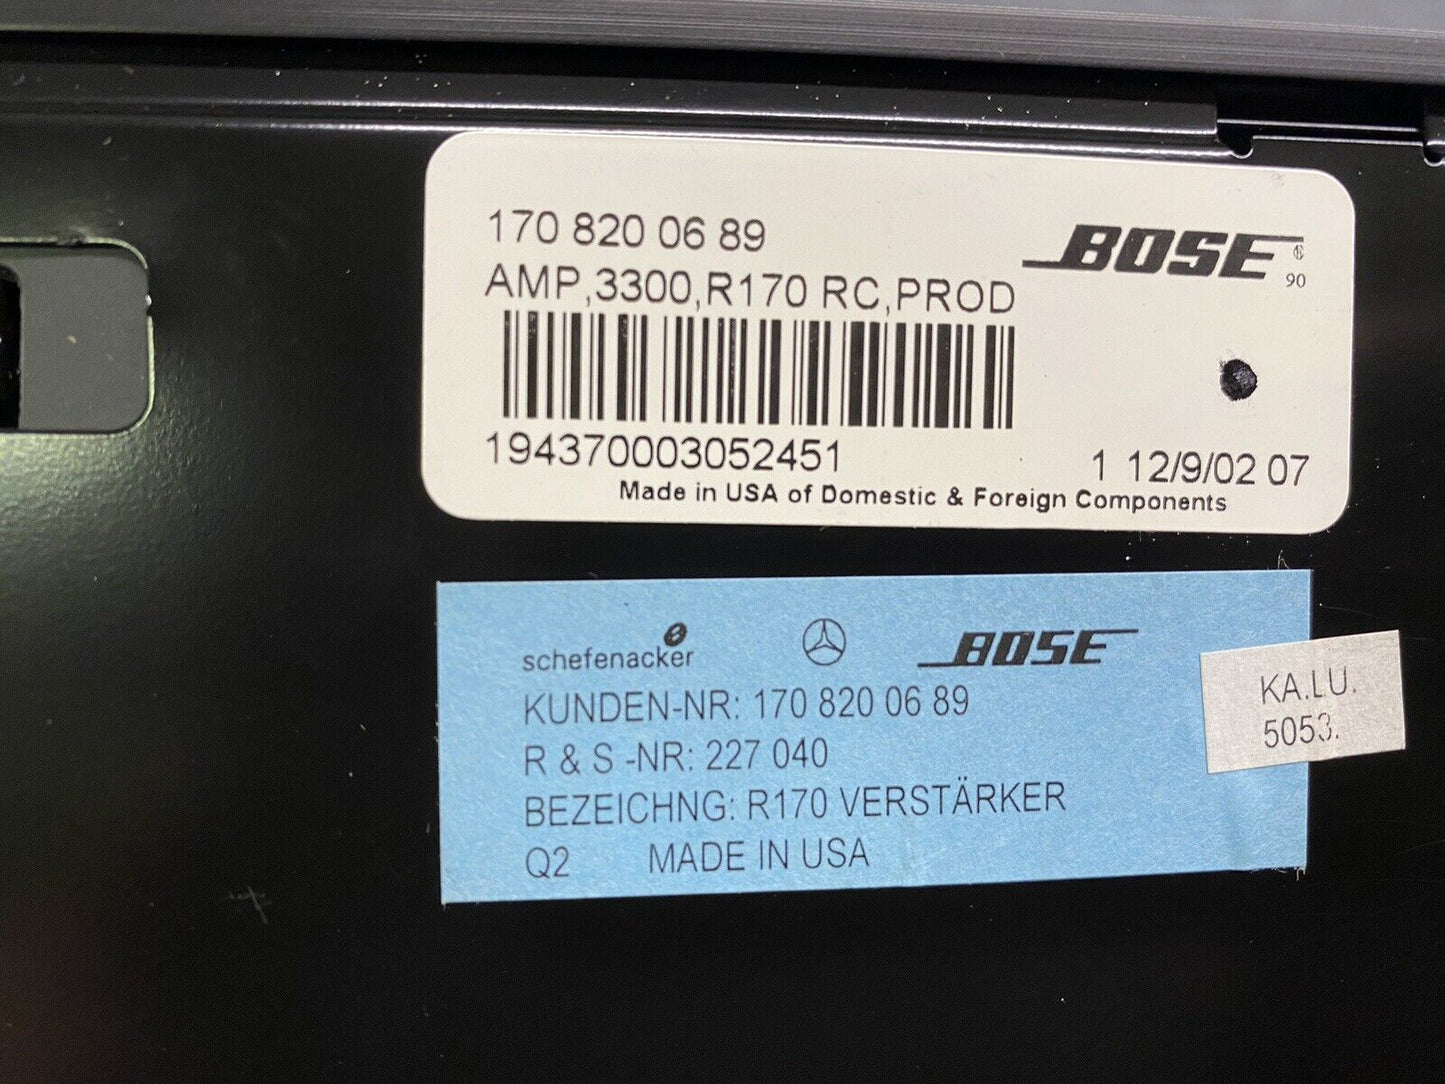 170 820 06 89
BOSE
90
AMP,3300,R170 RC,PROD
194370003052451
1 12/9/02 07
Made in USA of Domestic & Foreign Components
schefenacker
BOSE
KUNDEN-NR: 170 820 06 89
R & S -NR: 227 040
BEZEICHNG: R170 VERSTÄRKER
Q2 MADE IN USA
KA.LU.
5053.